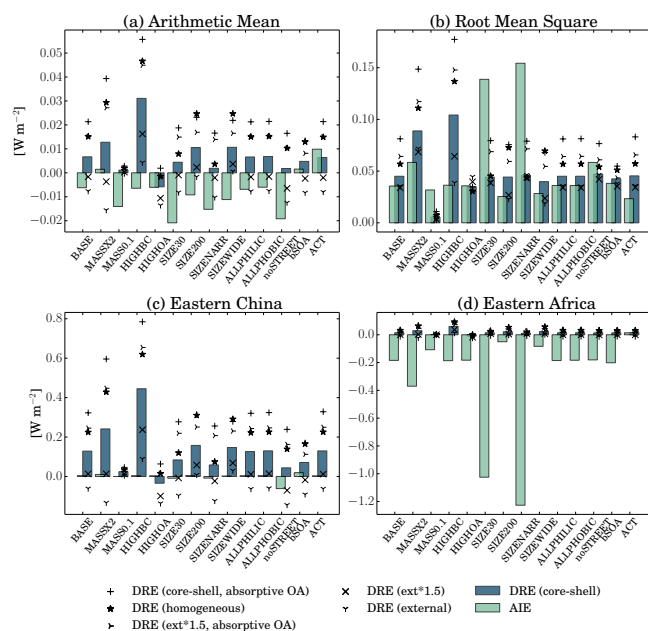 (a) Arithmetic Mean
(b) Root Mean Square
[W m⁻²]
0.06
0.05
0.04
0.03
0.02
0.01
0.00
−0.01
−0.02
0.15
0.10
0.05
0.00
BASE
MASSX2
MASS0.1
HIGHBC
HIGHOA
SIZE30
SIZE200
SIZENARR
SIZEWIDE
ALLPHILIC
ALLPHOBIC
noSTREET
BSOA
ACT
BASE
MASSX2
MASS0.1
HIGHBC
HIGHOA
SIZE30
SIZE200
SIZENARR
SIZEWIDE
ALLPHILIC
ALLPHOBIC
noSTREET
BSOA
ACT
(c) Eastern China
(d) Eastern Africa
[W m⁻²]
0.8
0.6
0.4
0.2
0.0
0.0
−0.2
−0.4
−0.6
−0.8
−1.0
−1.2
BASE
MASSX2
MASS0.1
HIGHBC
HIGHOA
SIZE30
SIZE200
SIZENARR
SIZEWIDE
ALLPHILIC
ALLPHOBIC
noSTREET
BSOA
ACT
BASE
MASSX2
MASS0.1
HIGHBC
HIGHOA
SIZE30
SIZE200
SIZENARR
SIZEWIDE
ALLPHILIC
ALLPHOBIC
noSTREET
BSOA
ACT
DRE (core-shell, absorptive OA)
DRE (homogeneous)
DRE (ext*1.5, absorptive OA)
DRE (ext*1.5)
DRE (external)
DRE (core-shell)
AIE